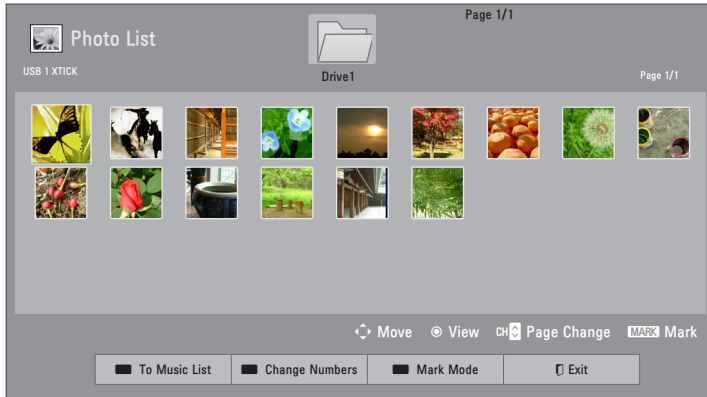 Page 1/1
Photo List
USB 1 XTICK
Drive1
Page 1/1
Move View CH Page Change MARK Mark
To Music List Change Numbers Mark Mode Exit